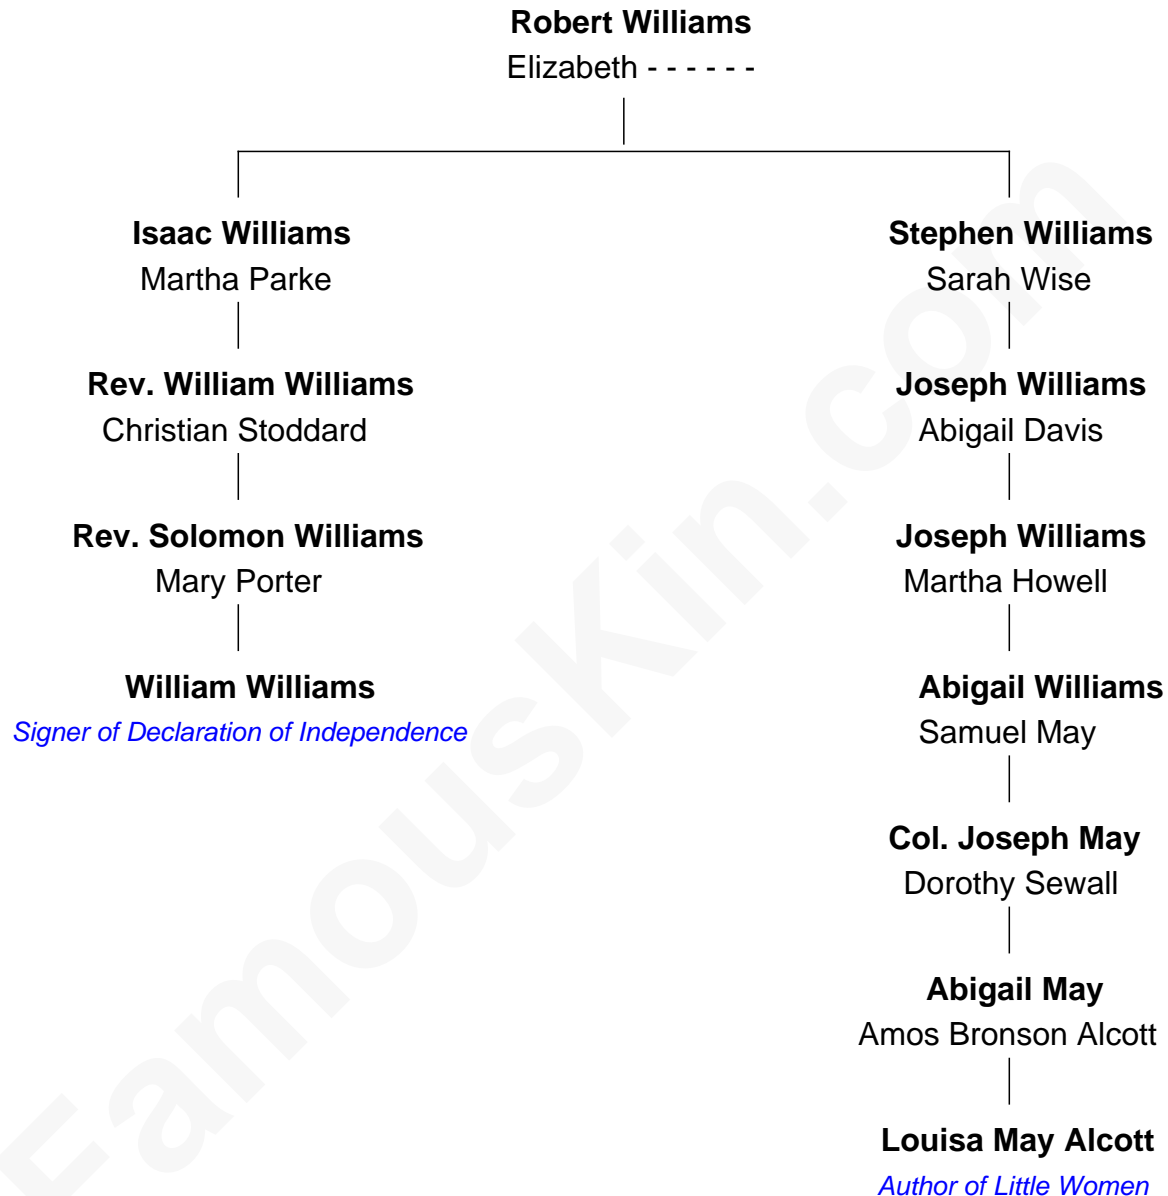 Robert Williams
Elizabeth - - - - - -
Isaac Williams
Martha Parke
Rev. William Williams
Christian Stoddard
Rev. Solomon Williams
Mary Porter
William Williams
Signer of Declaration of Independence
Stephen Williams
Sarah Wise
Joseph Williams
Abigail Davis
Joseph Williams
Martha Howell
Abigail Williams
Samuel May
Col. Joseph May
Dorothy Sewall
Abigail May
Amos Bronson Alcott
Louisa May Alcott
Author of Little Women
FamousKin.com